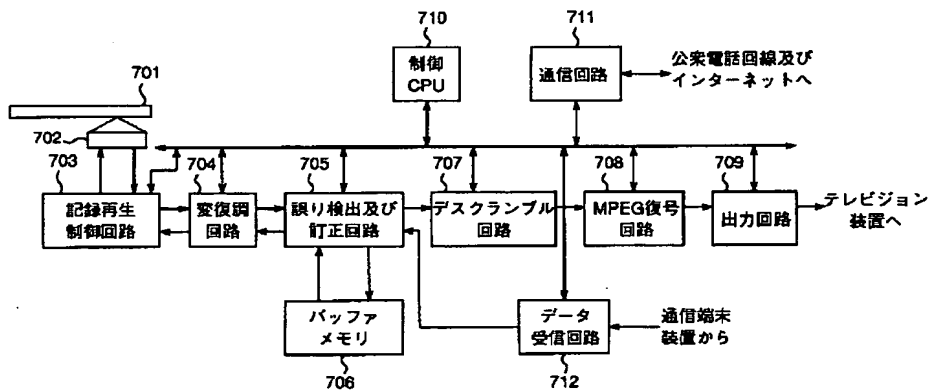 710
711
制御
CPU
通信回路
公衆電話回線及び
インターネットへ
701
702
703
704
705
707
708
709
記録再生
制御回路
変復調
回路
誤り検出及び
訂正回路
デスクランブル
回路
MPEG復号
回路
出力回路
テレビジョン
装置へ
バッファ
メモリ
データ
受信回路
通信端末
装置から
706
712